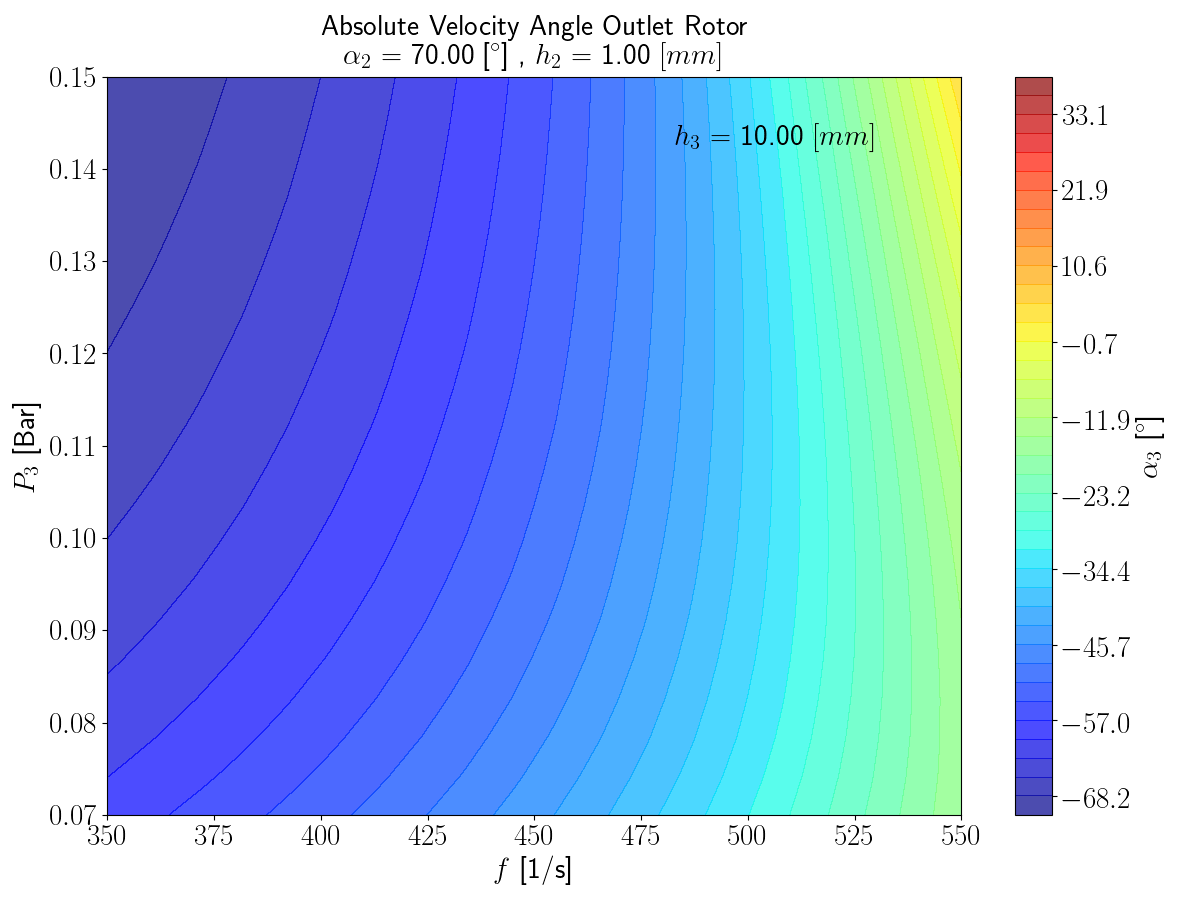 Absolute Velocity Angle Outlet Rotor
α₂ = 70.00 [°] , h₂ = 1.00 [mm]
h₃ = 10.00 [mm]
P₃ [Bar]
0.15
0.14
0.13
0.12
0.11
0.10
0.09
0.08
0.07
350 375 400 425 450 475 500 525 550
f [1/s]
33.1
21.9
10.6
−0.7
−11.9
−23.2
−34.4
−45.7
−57.0
−68.2
α₃ [°]